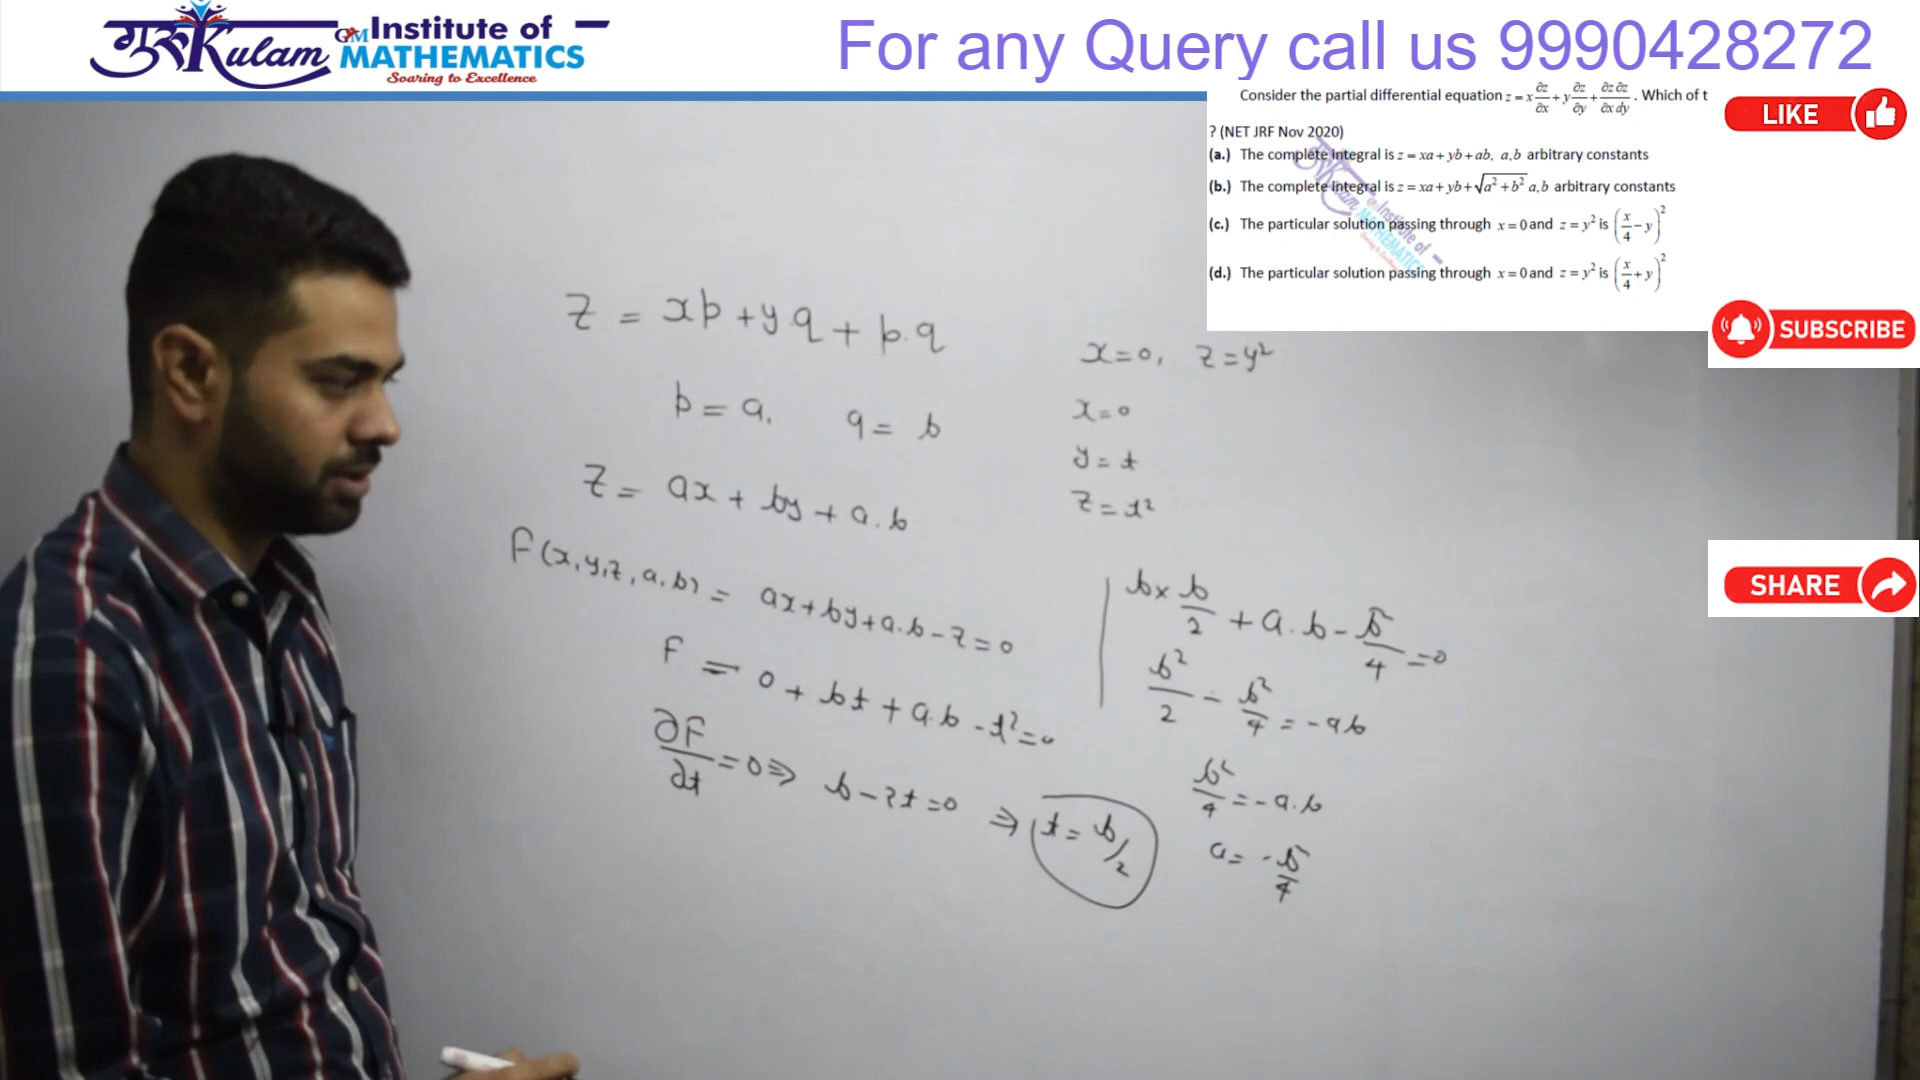 गुरुKulam GIM Institute of MATHEMATICS
Soaring to Excellence
For any Query call us 9990428272
Consider the partial differential equation z = x ∂z/∂x + y ∂z/∂y + ∂z ∂z/∂x dy . Which of t
? (NET JRF Nov 2020)
(a.) The complete integral is z = xa + yb + ab, a,b arbitrary constants
(b.) The complete integral is z = xa + yb + √(a² + b²) a,b arbitrary constants
(c.) The particular solution passing through x = 0 and z = y² is (x/4 − y)²
(d.) The particular solution passing through x = 0 and z = y² is (x/4 + y)²
LIKE
SUBSCRIBE
SHARE
Z = xp + y.q + p.q
p = a, q = b
Z = ax + by + a.b
F(x,y,z,a,b) = ax+by+a.b−z=0
F = 0 + bt + a.b − t²=0
∂F/∂t = 0 ⇒ b − 2t = 0 ⇒ t = b/2
x=0, z=y²
x=0
y = t
z = t²
b× b/2 + a.b − b²/4 = 0
b²/2 − b²/4 = −ab
b²/4 = −a.b
a = −b/4